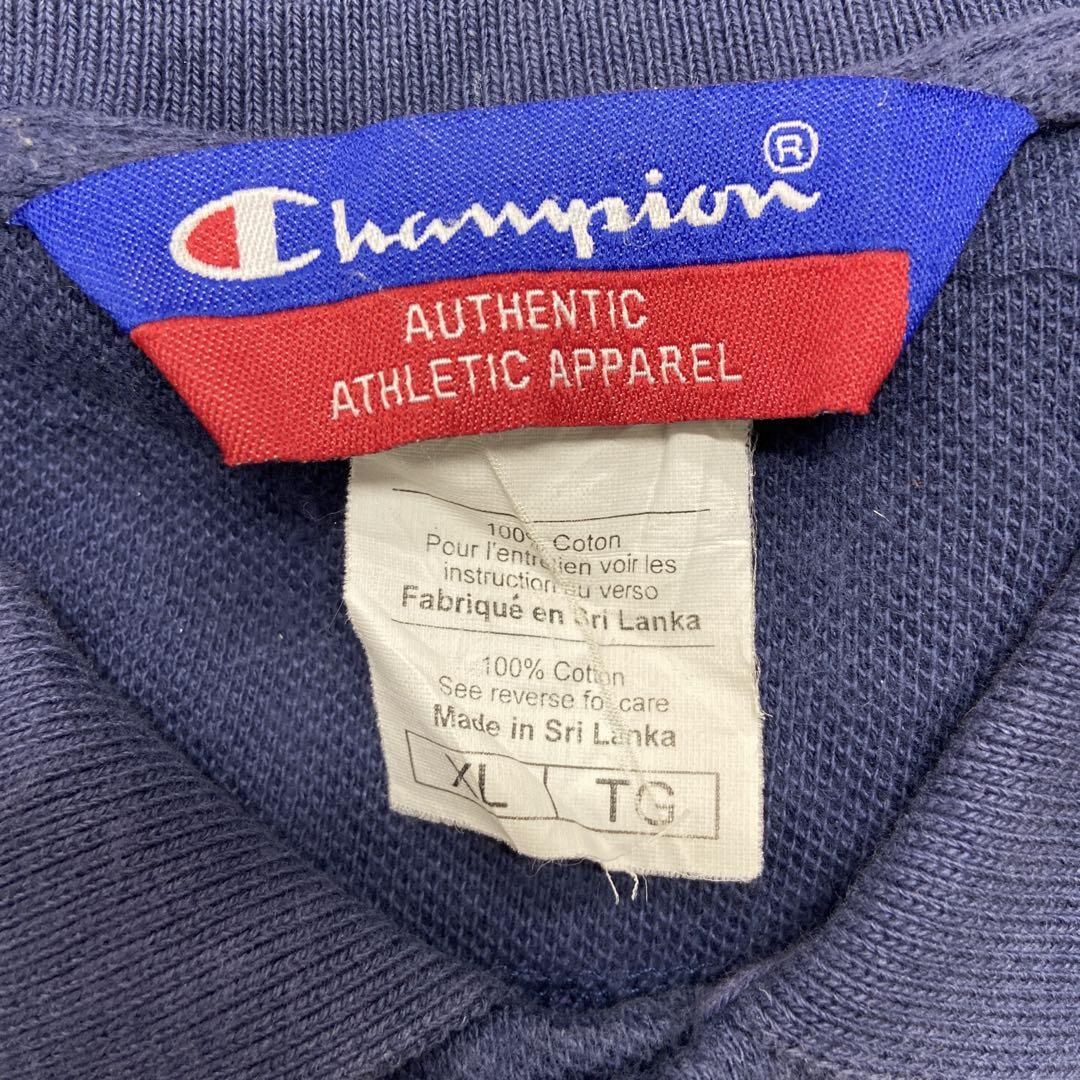 Champion®
AUTHENTIC
ATHLETIC APPAREL
100% Coton
Pour l'entretien voir les
instruction au verso
Fabriqué en Sri Lanka
100% Cotton
See reverse for care
Made in Sri Lanka
XL TG